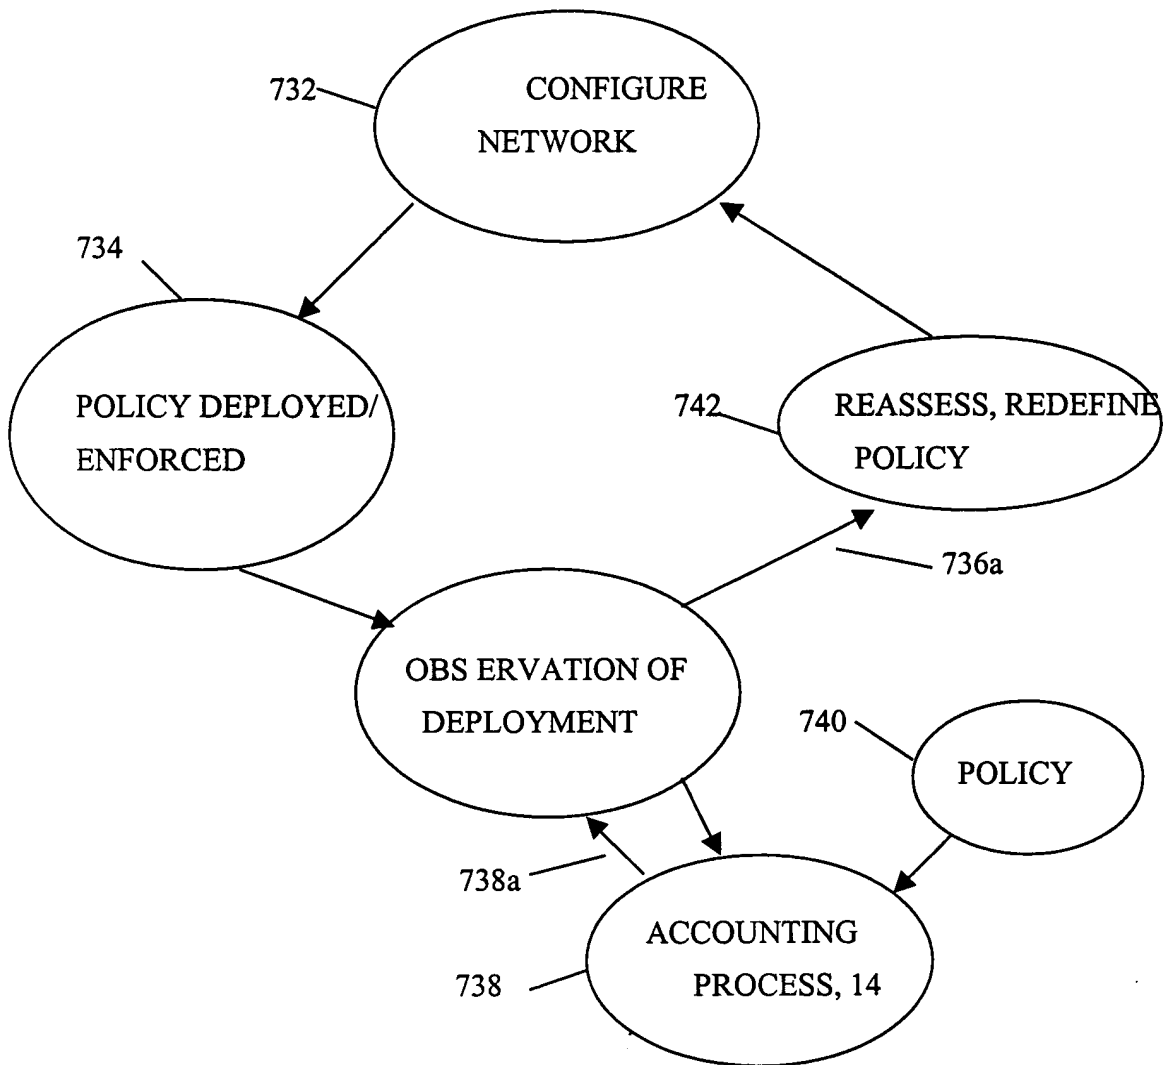 732
CONFIGURE
NETWORK
734
POLICY DEPLOYED/
ENFORCED
742
REASSESS, REDEFINE
POLICY
736a
OBS ERVATION OF
DEPLOYMENT
740
POLICY
738a
ACCOUNTING
PROCESS, 14
738